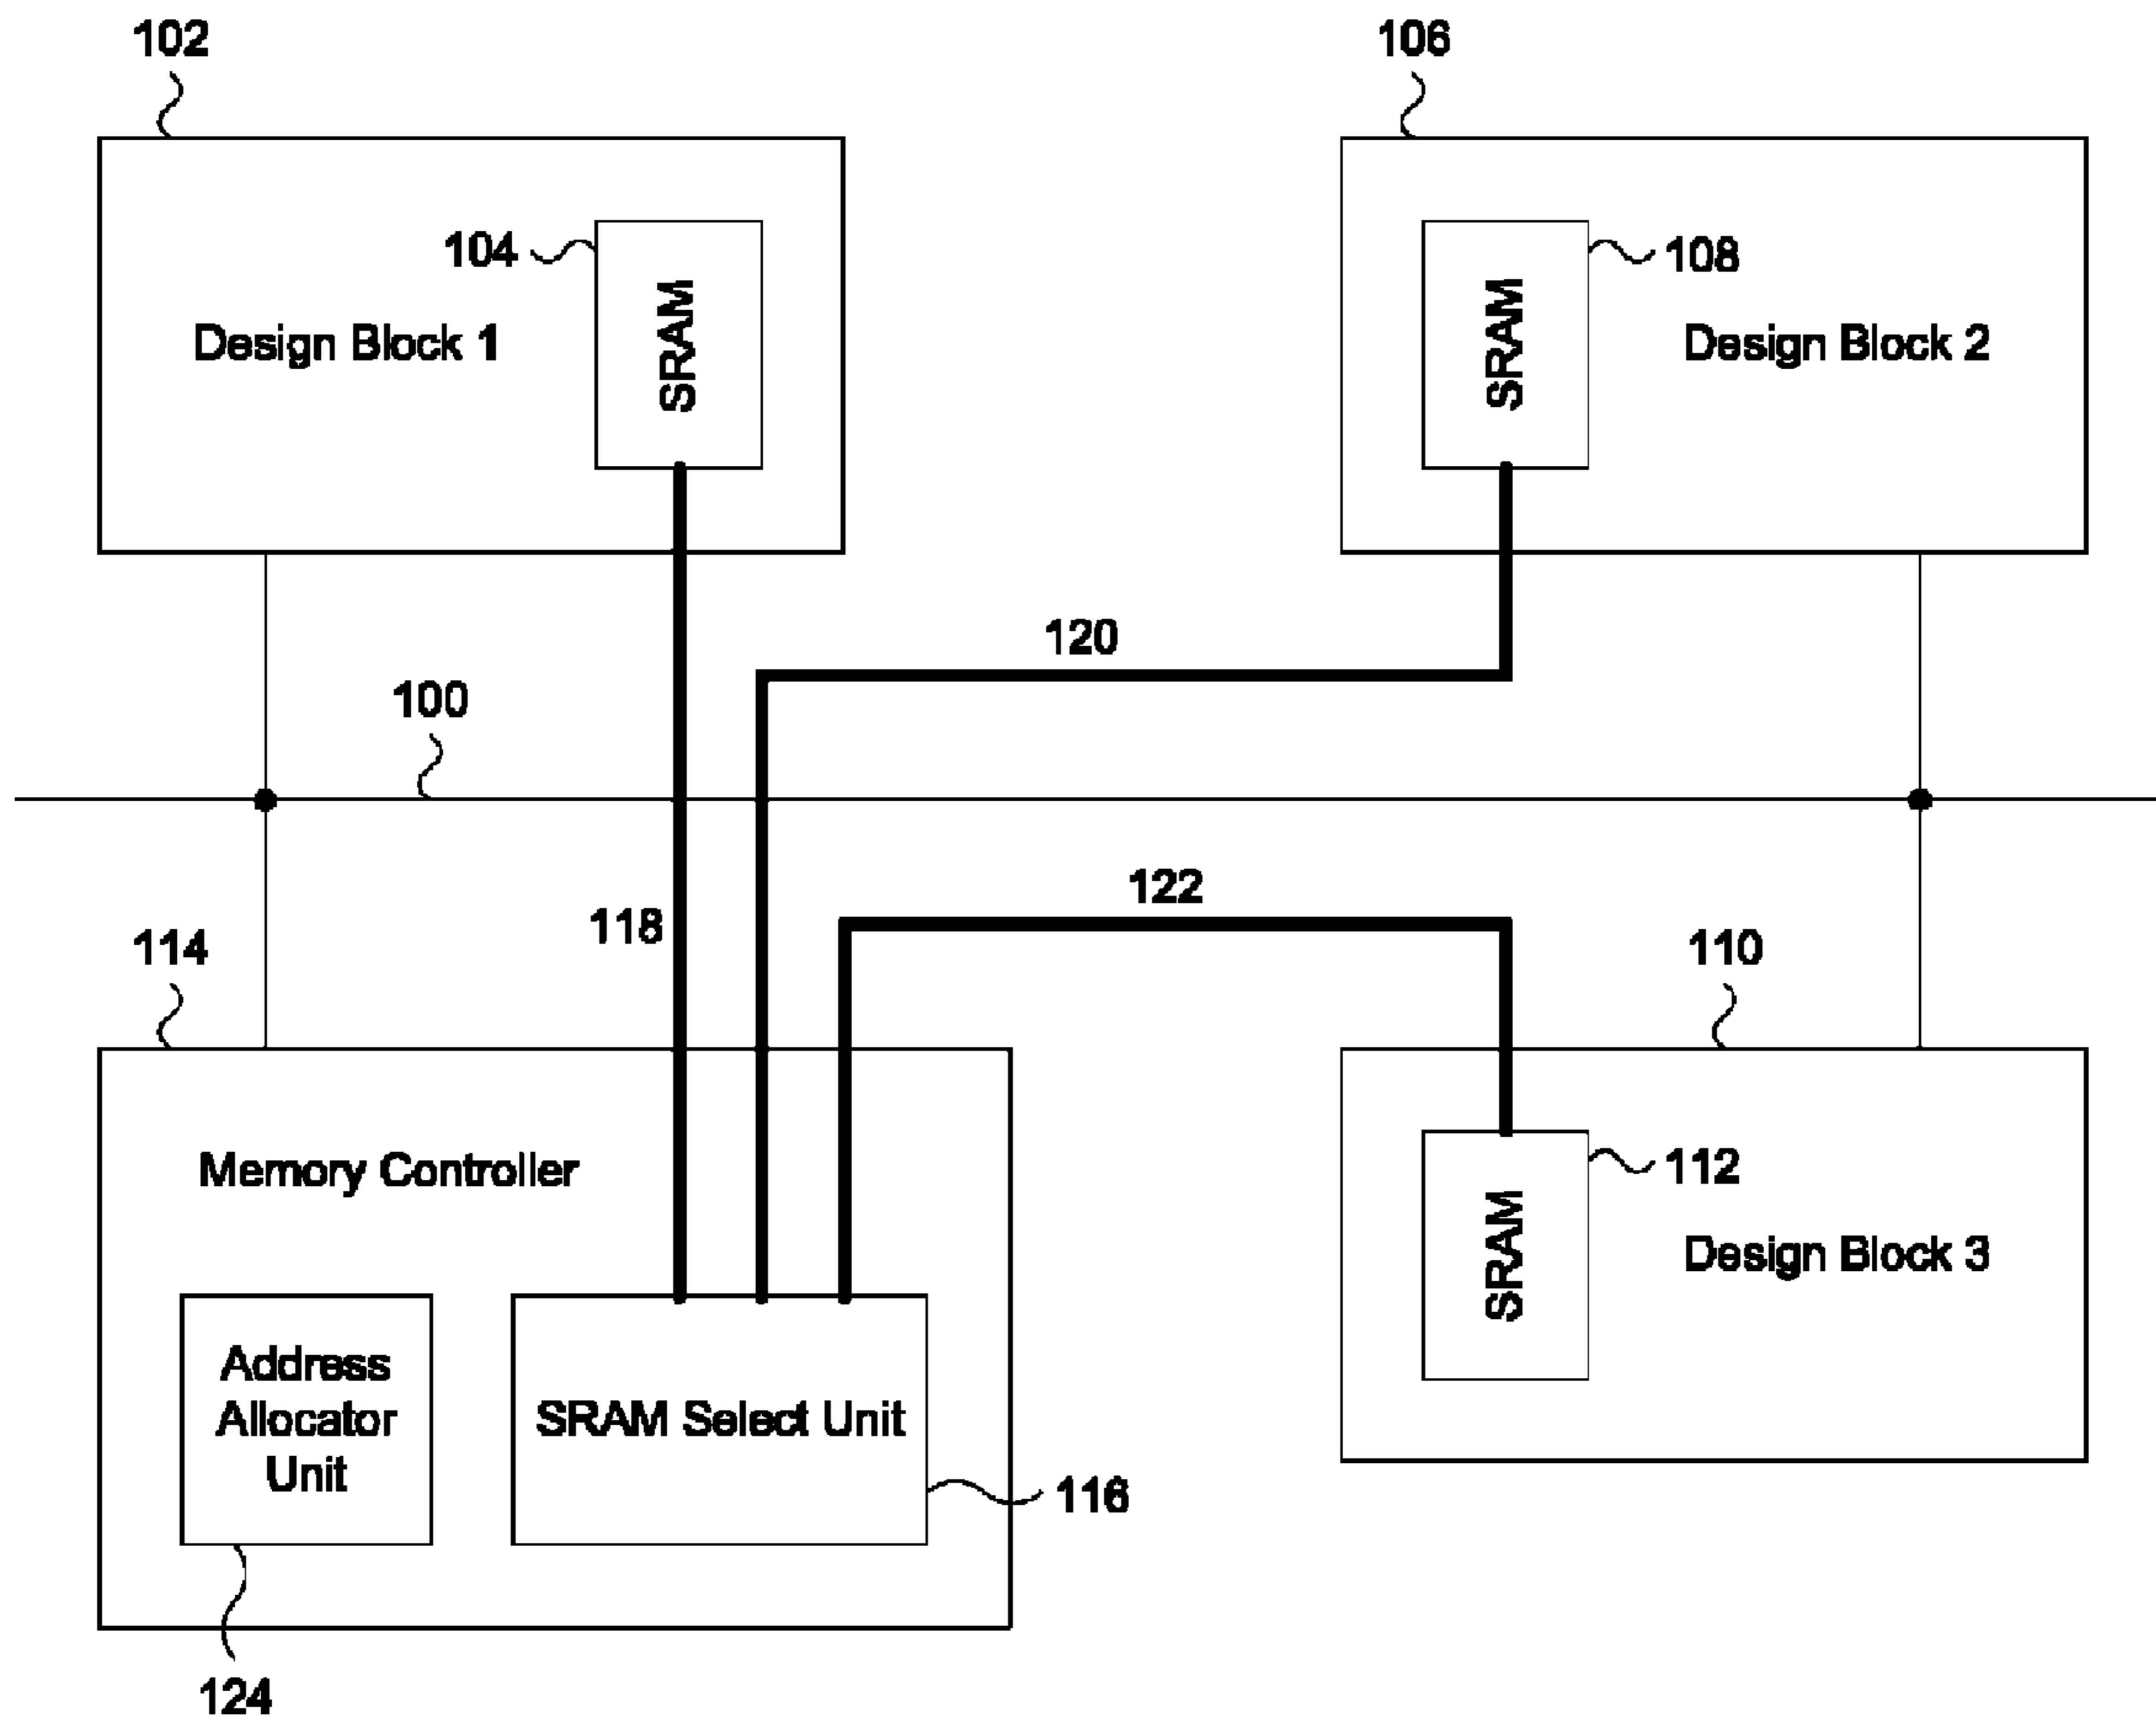 102
106
104
SRAM
SRAM
108
Design Block 1
Design Block 2
120
100
122
118
114
110
Memory Controller
112
SRAM
Design Block 3
Address
Allocator
Unit
SRAM Select Unit
116
124